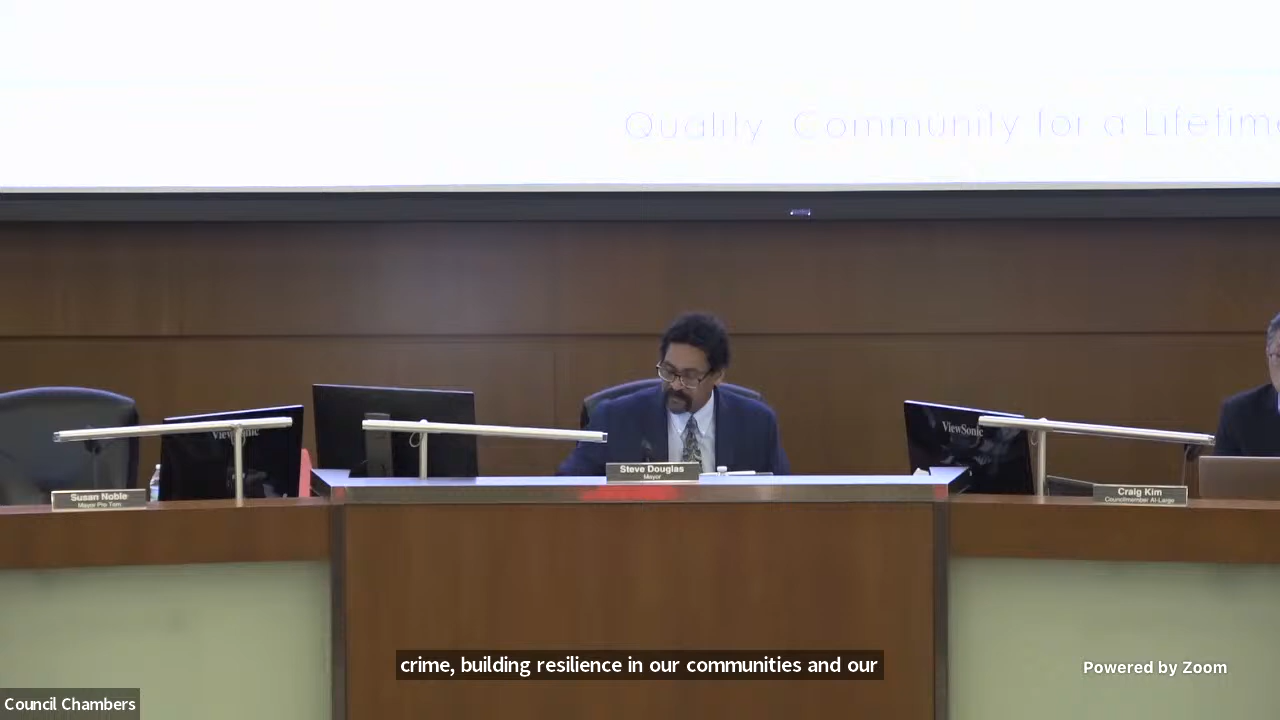 Quality Community for a Lifetime
ViewSonic
ViewSonic
Steve Douglas
Mayor
Susan Noble
Mayor Pro Tem
Craig Kim
Councilmember At-Large
crime, building resilience in our communities and our
Powered by Zoom
Council Chambers